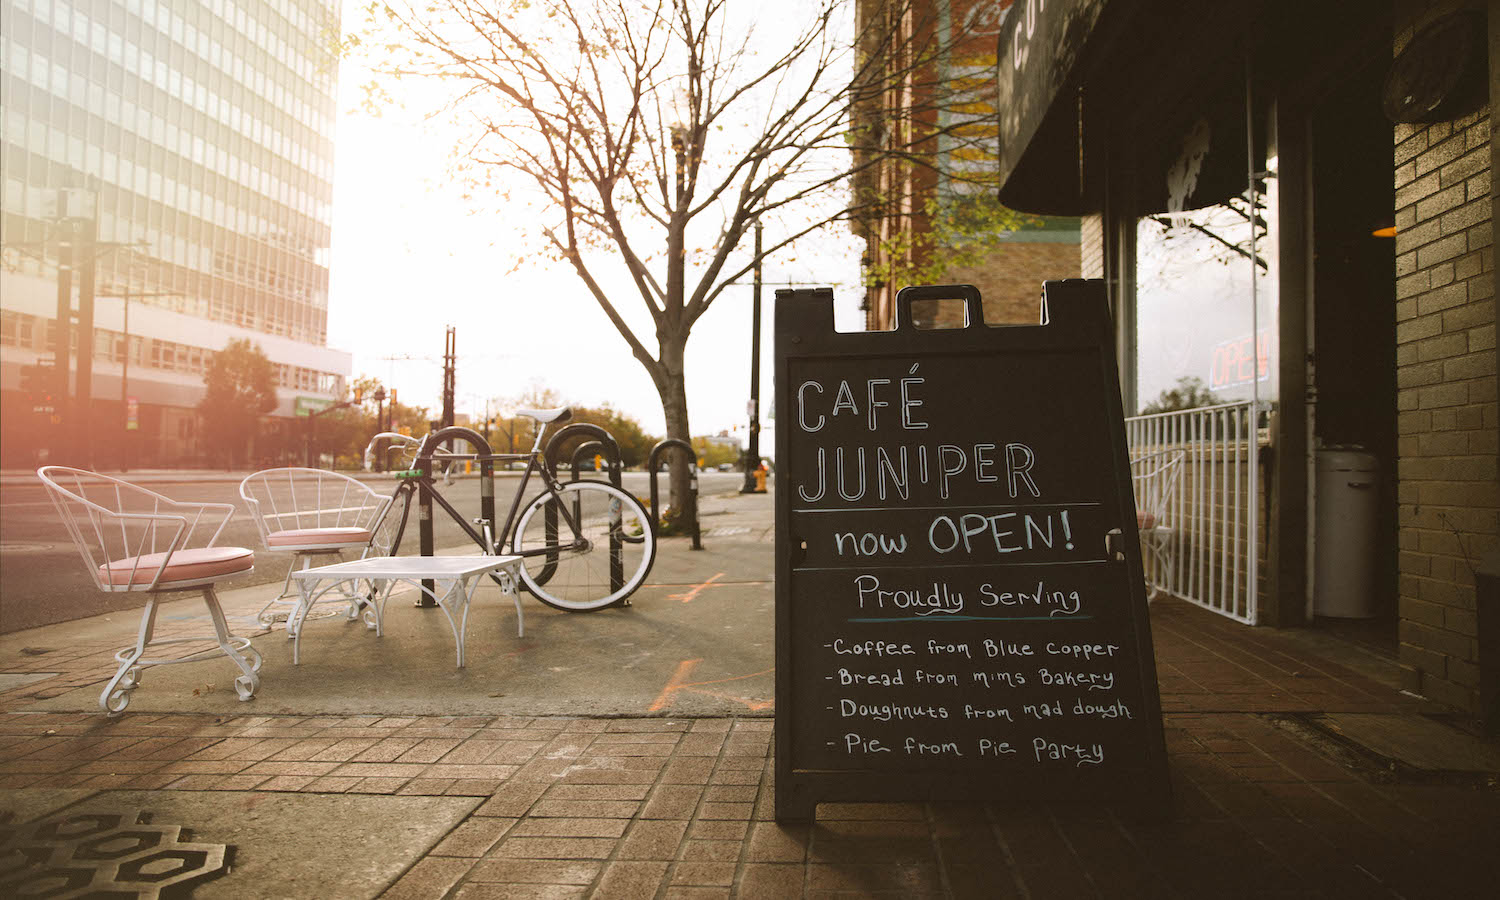 CAFÉ
JUNIPER
now OPEN!
Proudly Serving
-Coffee from Blue copper
-Bread from mims Bakery
-Doughnuts from mad dough
-Pie from Pie Party
OPEN